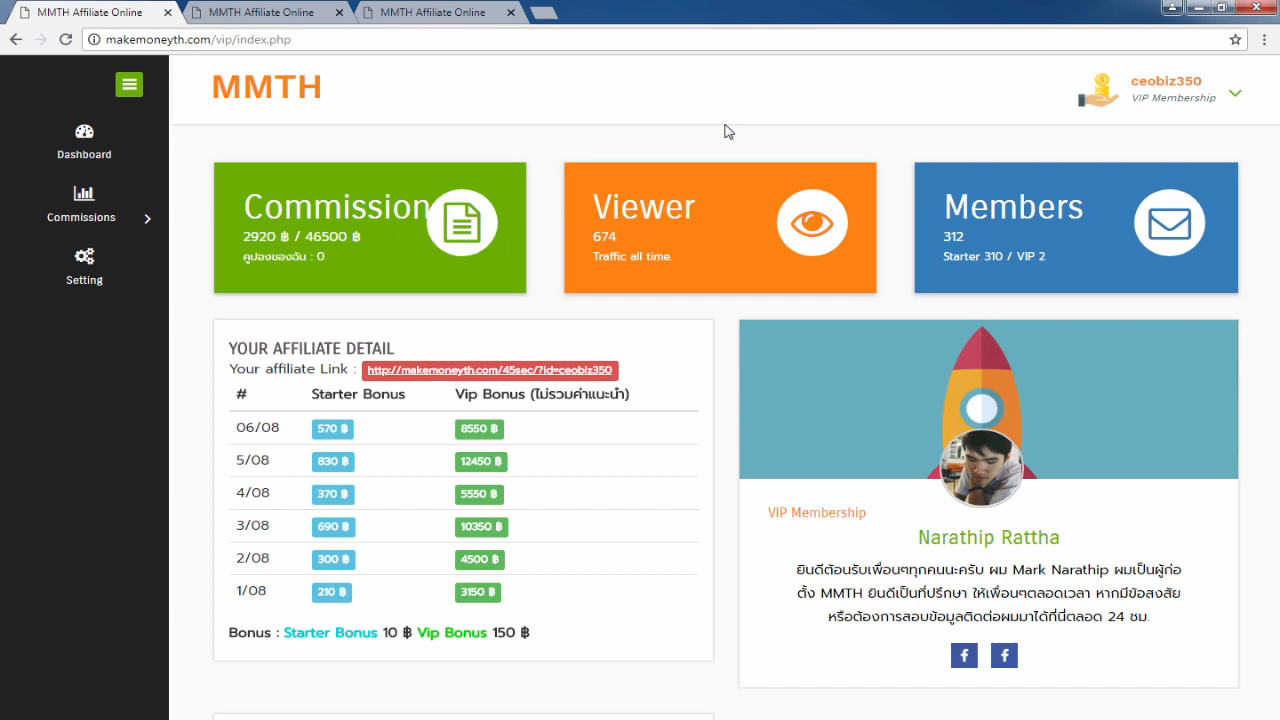 MMTH Affiliate Online
MMTH Affiliate Online
MMTH Affiliate Online
makemoneyth.com/vip/index.php
MMTH
ceobiz350
VIP Membership
Dashboard
Commissions
Setting
Commission
2920 ฿ / 46500 ฿
คูปองของฉัน : 0
Viewer
674
Traffic all time.
Members
312
Starter 310 / VIP 2
YOUR AFFILIATE DETAIL
Your affiliate Link : http://makemoneyth.com/45sec/?id=ceobiz350
# Starter Bonus Vip Bonus (ไม่รวมค่าแนะนำ)
06/08 570 ฿ 8550 ฿
5/08 830 ฿ 12450 ฿
4/08 370 ฿ 5550 ฿
3/08 690 ฿ 10350 ฿
2/08 300 ฿ 4500 ฿
1/08 210 ฿ 3150 ฿
Bonus : Starter Bonus 10 ฿ Vip Bonus 150 ฿
VIP Membership
Narathip Rattha
ยินดีต้อนรับเพื่อนๆทุกคนนะครับ ผม Mark Narathip ผมเป็นผู้ก่อ
ตั้ง MMTH ยินดีเป็นที่ปรึกษา ให้เพื่อนๆตลอดเวลา หากมีข้อสงสัย
หรือต้องการสอบข้อมูลติดต่อผมมาได้ที่นี่ตลอด 24 ชม.